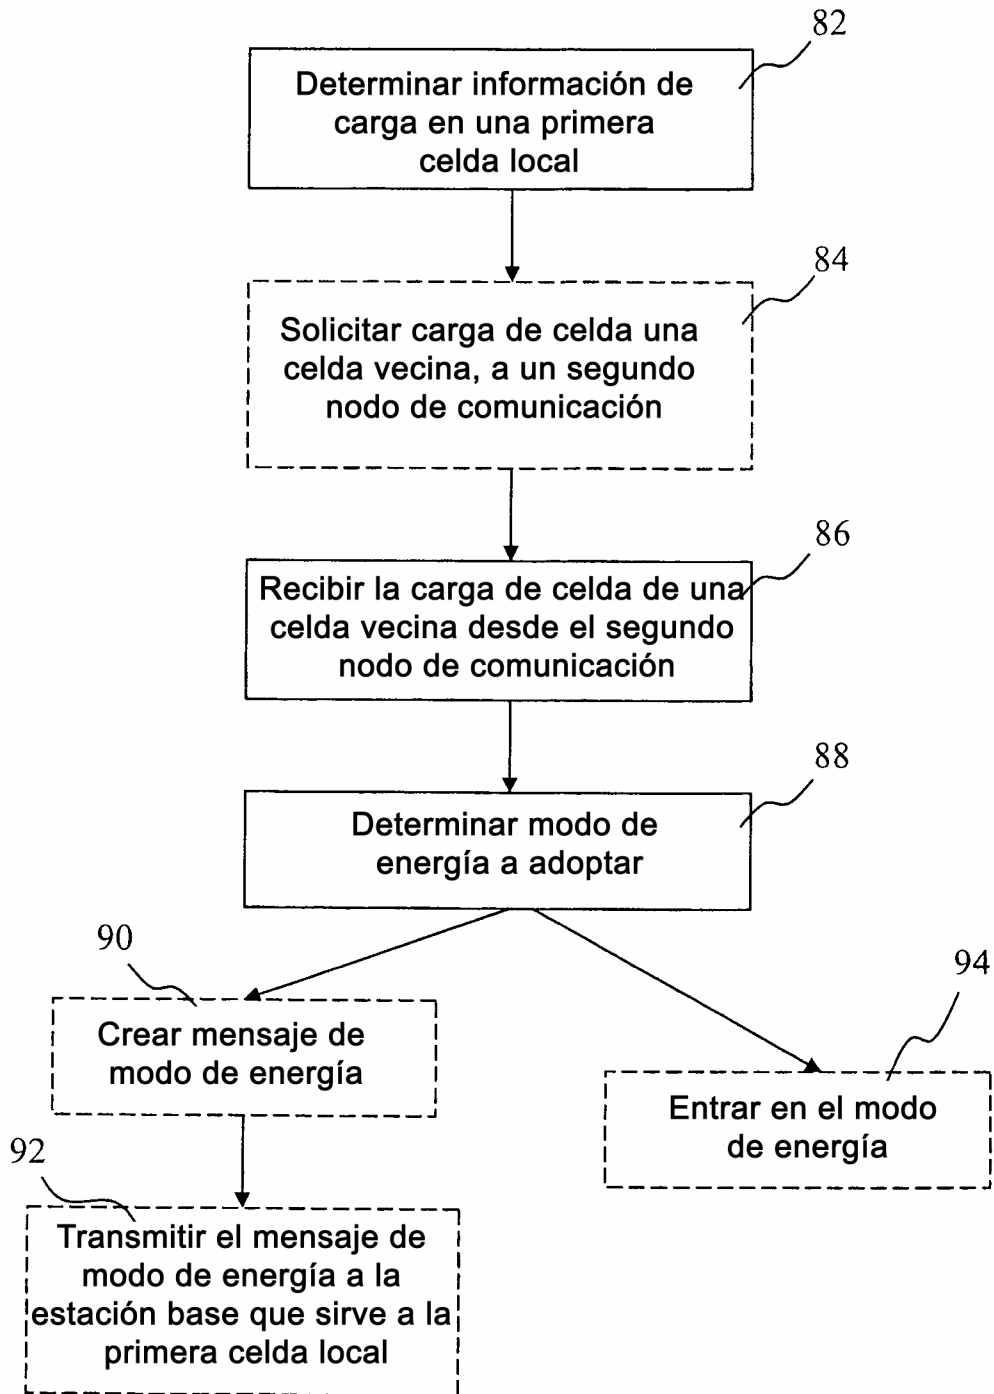 82
Determinar información de
carga en una primera
celda local
84
Solicitar carga de celda una
celda vecina, a un segundo
nodo de comunicación
86
Recibir la carga de celda de una
celda vecina desde el segundo
nodo de comunicación
88
Determinar modo de
energía a adoptar
90
Crear mensaje de
modo de energía
94
Entrar en el modo
de energía
92
Transmitir el mensaje de
modo de energía a la
estación base que sirve a la
primera celda local